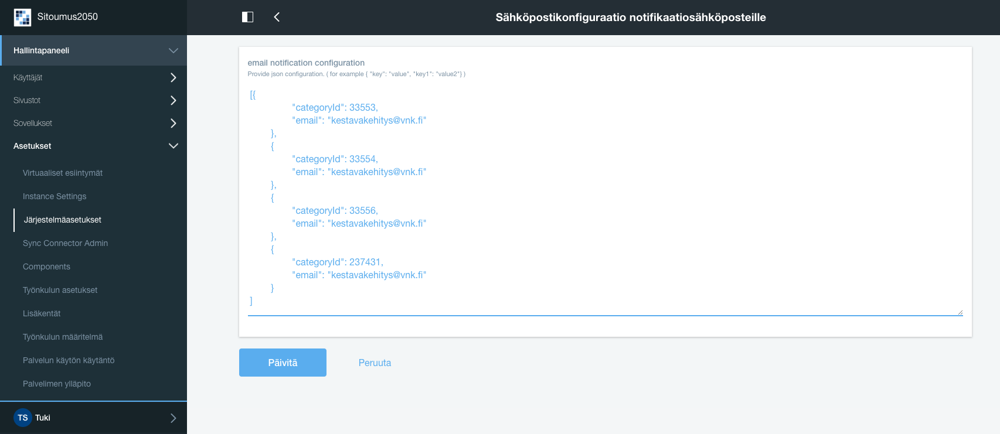 Sitoumus2050
Hallintapaneeli
Käyttäjät
Sivustot
Sovellukset
Asetukset
Virtuaaliset esiintymät
Instance Settings
Järjestelmäasetukset
Sync Connector Admin
Components
Työnkulun asetukset
Lisäkentät
Työnkulun määritelmä
Palvelun käytön käytäntö
Palvelimen ylläpito
TS Tuki
Sähköpostikonfiguraatio notifikaatiosähköposteille
email notification configuration
Provide json configuration. ( for example { "key": "value", "key1": "value2"} )
[{
"categoryId": 33553,
"email": "kestavakehitys@vnk.fi"
},
{
"categoryId": 33554,
"email": "kestavakehitys@vnk.fi"
},
{
"categoryId": 33556,
"email": "kestavakehitys@vnk.fi"
},
{
"categoryId": 237431,
"email": "kestavakehitys@vnk.fi"
}
]
Päivitä
Peruuta